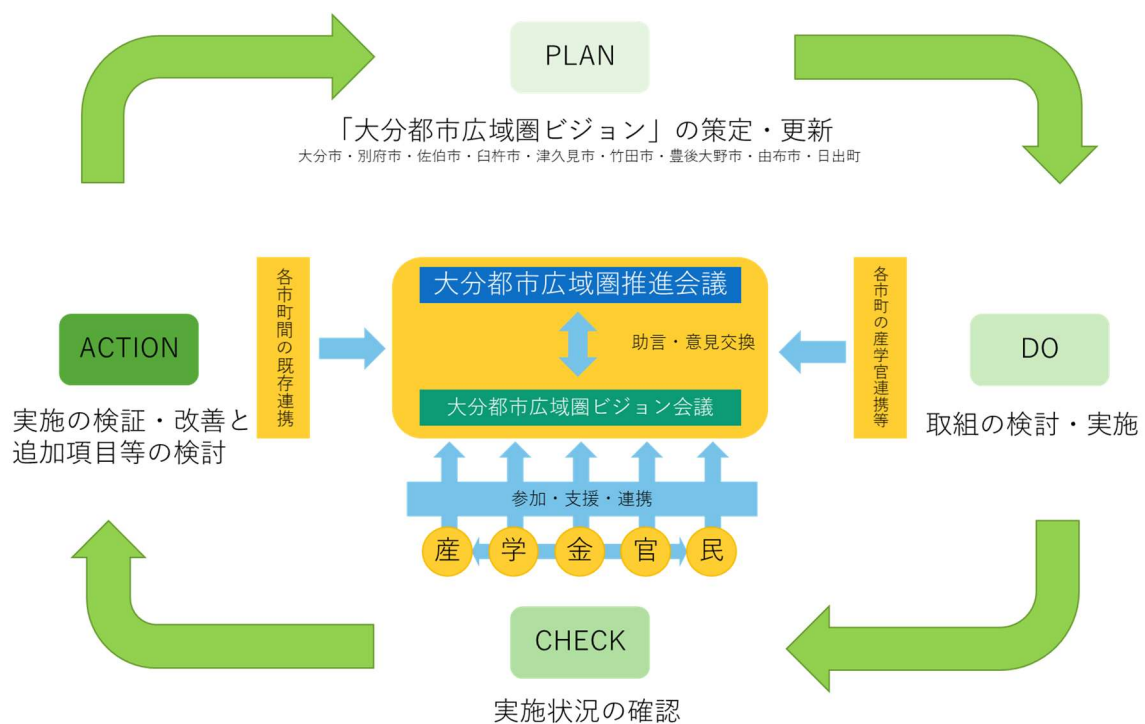 PLAN
「大分都市広域圏ビジョン」の策定・更新
大分市・別府市・佐伯市・臼杵市・津久見市・竹田市・豊後大野市・由布市・日出町
各市町間の既存連携
大分都市広域圏推進会議
助言・意見交換
大分都市広域圏ビジョン会議
各市町の産学官連携等
ACTION
実施の検証・改善と
追加項目等の検討
DO
取組の検討・実施
参加・支援・連携
産 学 金 官 民
CHECK
実施状況の確認